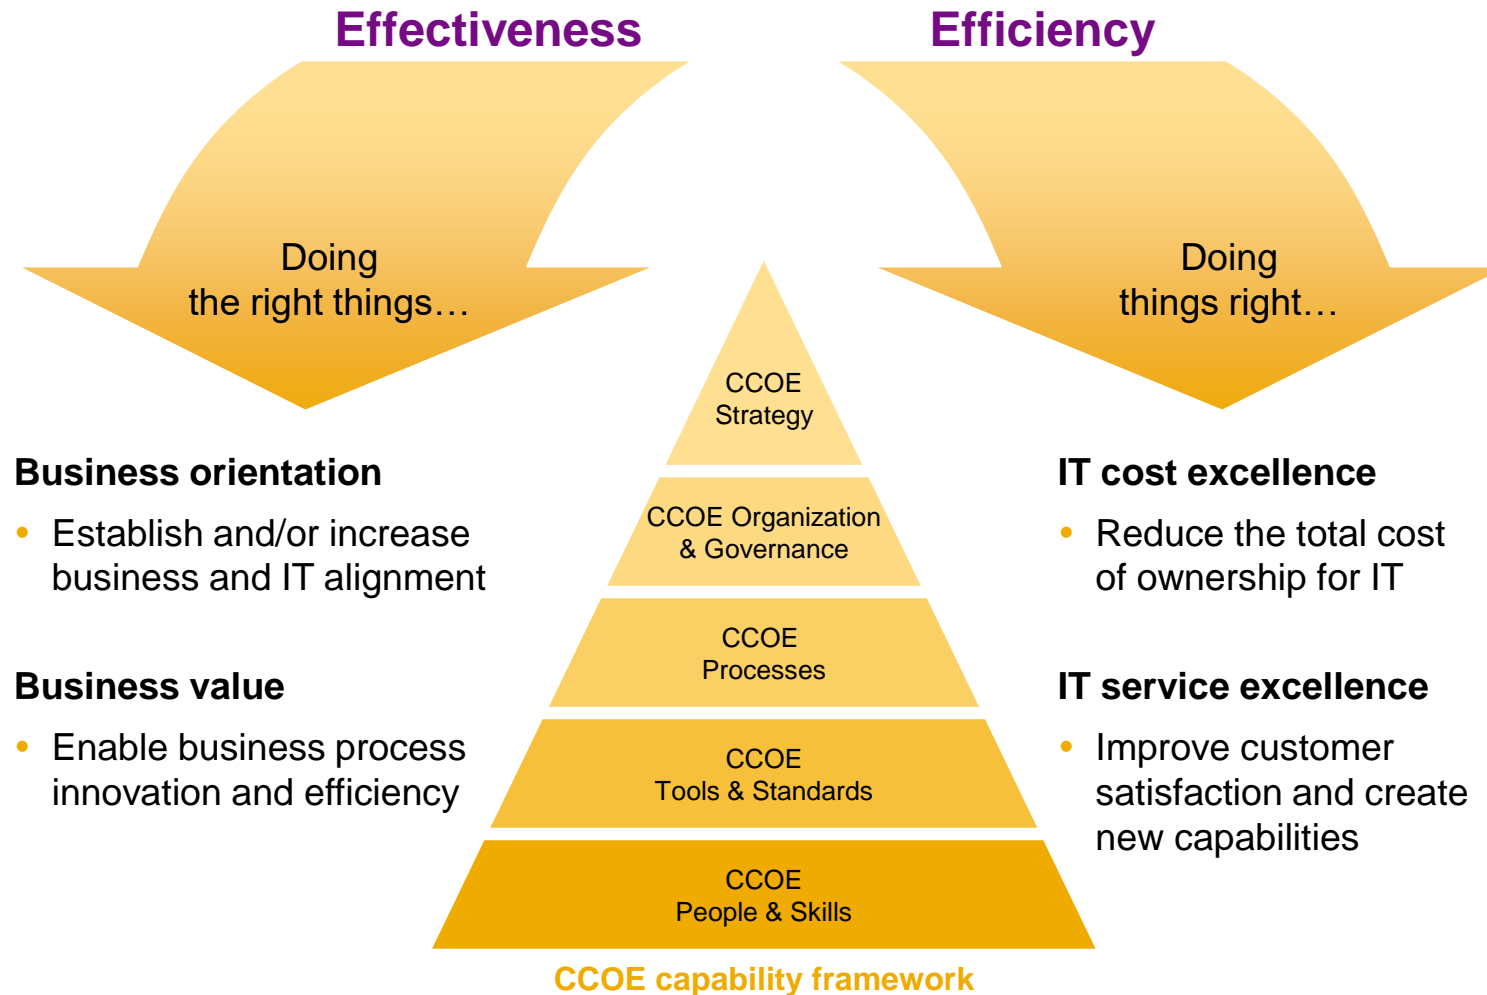 Effectiveness
Efficiency
Doing
the right things…
Doing
things right…
Business orientation
• Establish and/or increase
business and IT alignment
Business value
• Enable business process
innovation and efficiency
CCOE
Strategy
CCOE Organization
& Governance
CCOE
Processes
CCOE
Tools & Standards
CCOE
People & Skills
CCOE capability framework
IT cost excellence
• Reduce the total cost
of ownership for IT
IT service excellence
• Improve customer
satisfaction and create
new capabilities